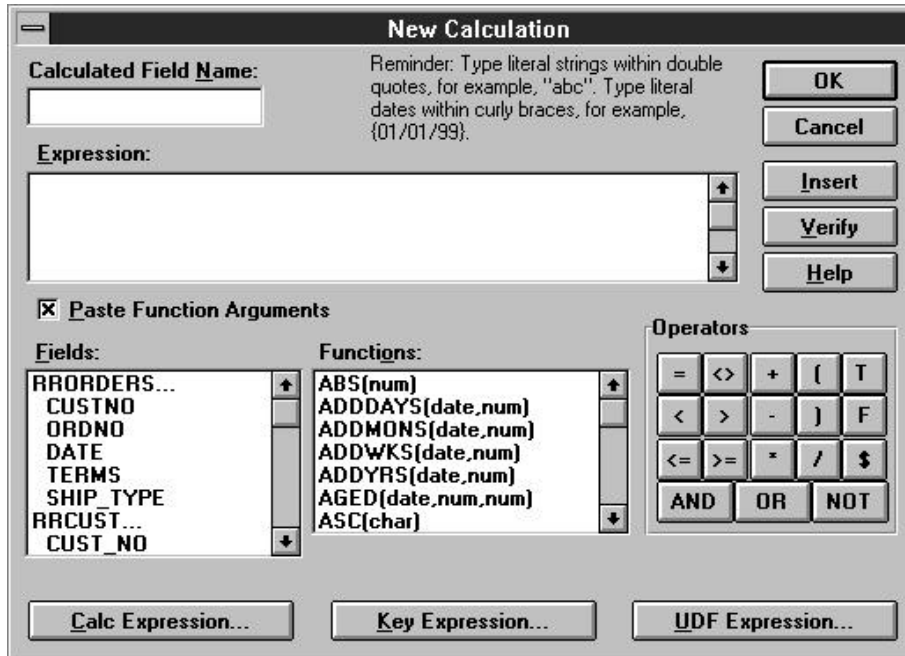 New Calculation
Calculated Field Name:
Reminder: Type literal strings within double
quotes, for example, "abc". Type literal
dates within curly braces, for example,
{01/01/99}.
OK
Cancel
Expression:
Insert
Verify
Help
Paste Function Arguments
Fields:
RRORDERS...
CUSTNO
ORDNO
DATE
TERMS
SHIP_TYPE
RRCUST...
CUST_NO
Functions:
ABS(num)
ADDDAYS(date,num)
ADDMONS(date,num)
ADDWKS(date,num)
ADDYRS(date,num)
AGED(date,num,num)
ASC(char)
Operators
= <> + ( T
< > - ) F
<= >= * / $
AND OR NOT
Calc Expression...
Key Expression...
UDF Expression...